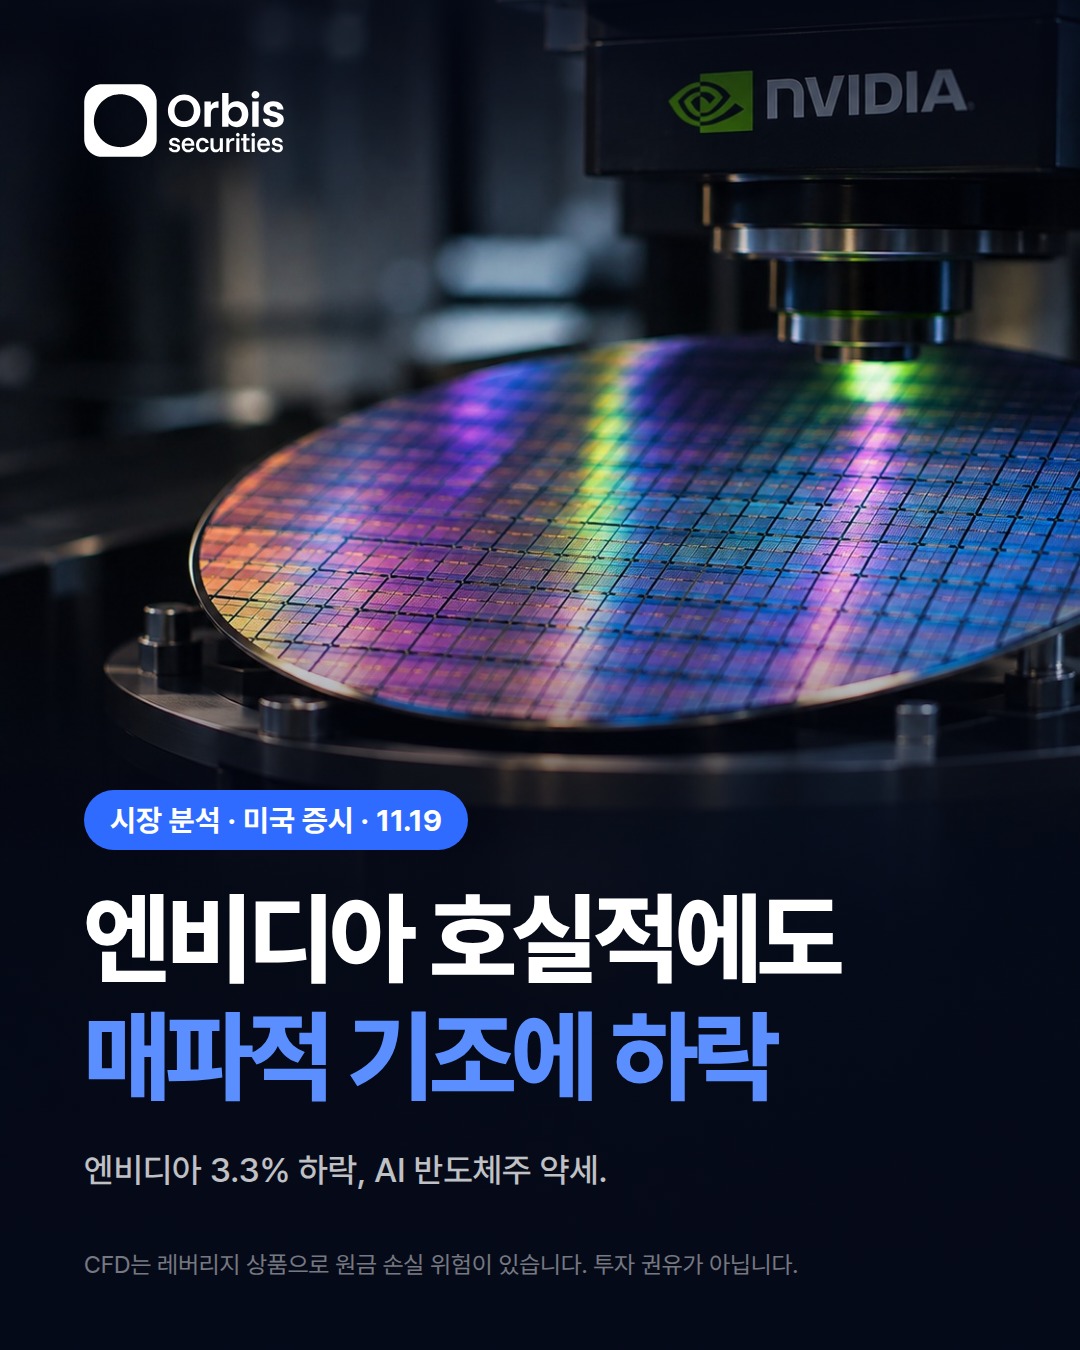 Orbis
securities
NVIDIA
시장 분석 · 미국 증시 · 11.19
엔비디아 호실적에도
매파적 기조에 하락
엔비디아 3.3% 하락, AI 반도체주 약세.
CFD는 레버리지 상품으로 원금 손실 위험이 있습니다. 투자 권유가 아닙니다.